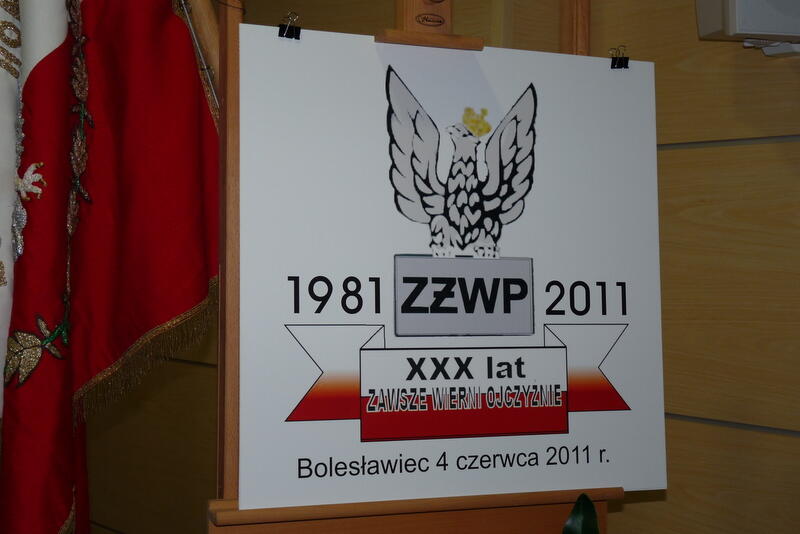 1981 ZŻWP 2011
XXX lat
ZAWSZE WIERNI OJCZYŹNIE
Bolesławiec 4 czerwca 2011 r.